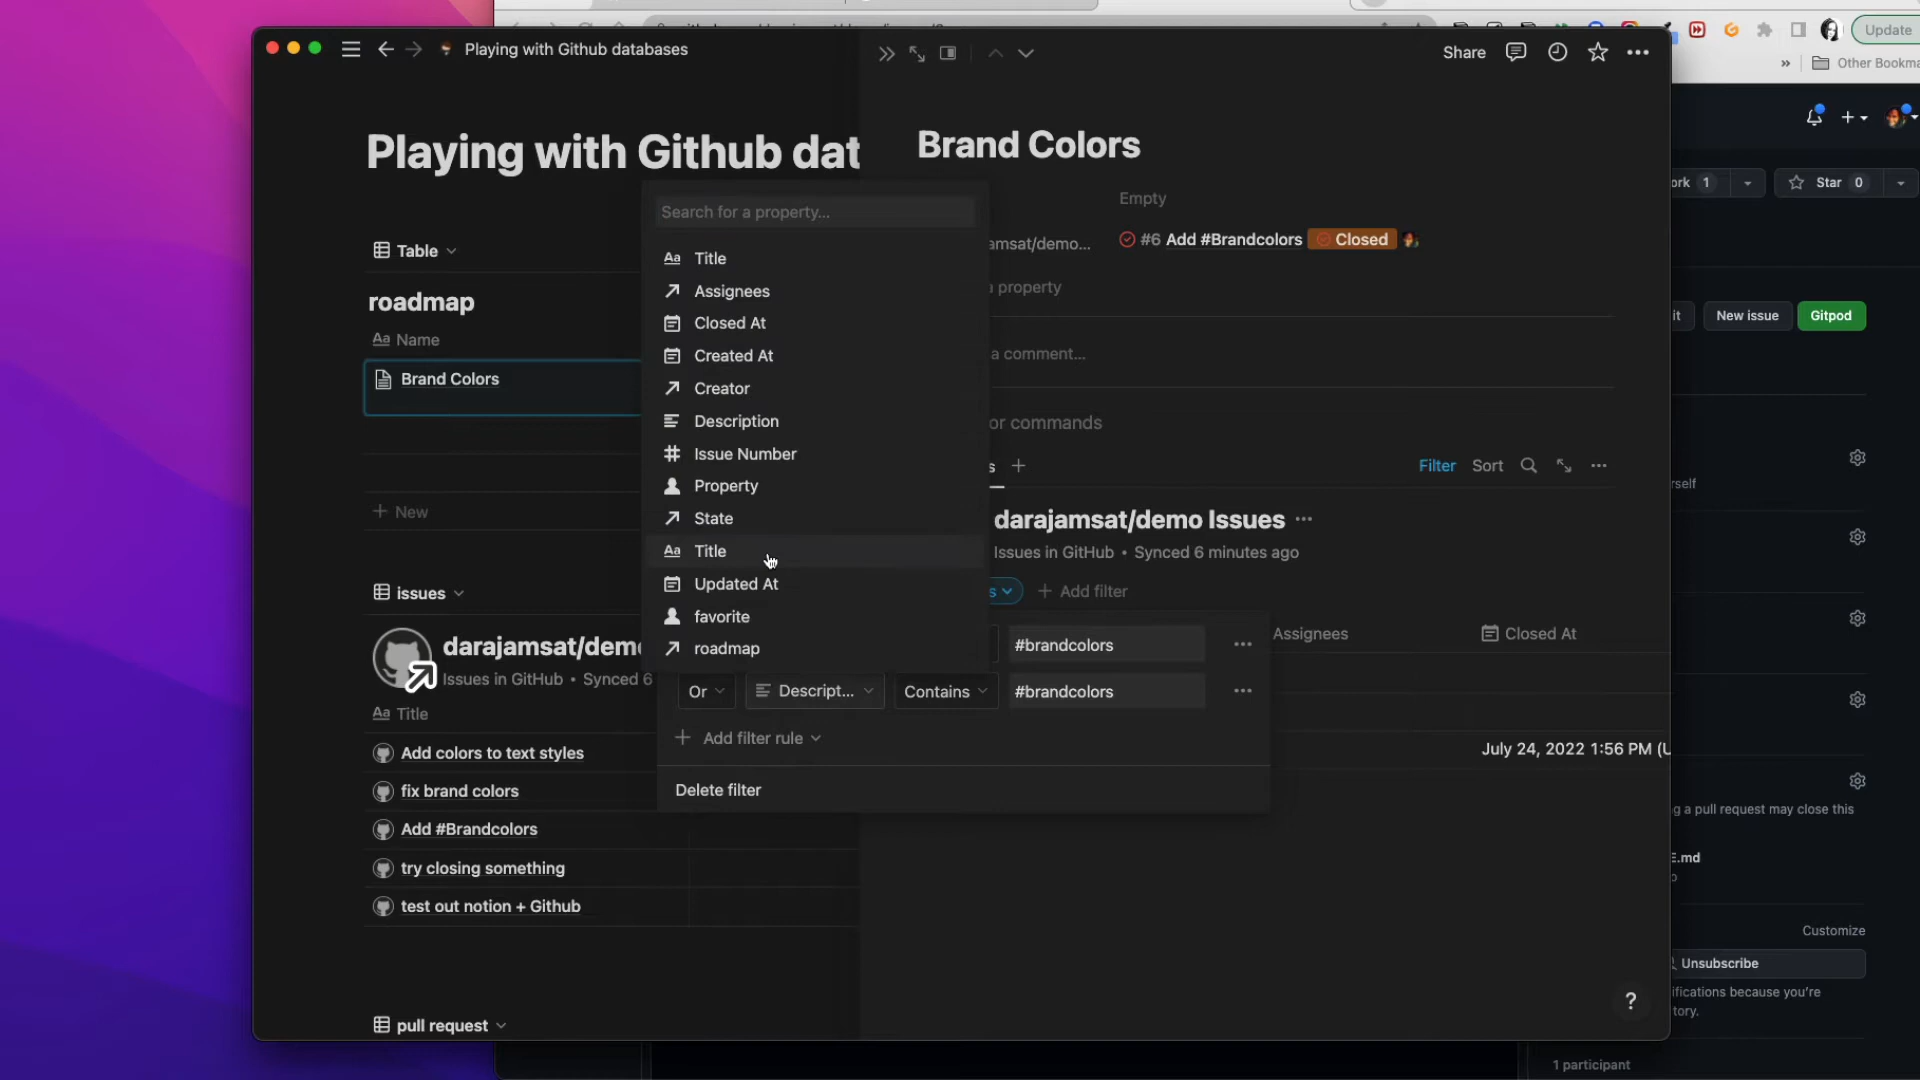 Update
Other Bookma
Playing with Github databases
Share
Playing with Github dat
Brand Colors
Empty
amsat/demo...
#6 Add #Brandcolors Closed
a property
a comment...
or commands
Search for a property...
Title
Assignees
Closed At
Created At
Creator
Description
Issue Number
Property
State
Title
Updated At
favorite
roadmap
Table
roadmap
Aa Name
Brand Colors
+ New
issues
darajamsat/demo
Issues in GitHub • Synced 6
Aa Title
Add colors to text styles
fix brand colors
Add #Brandcolors
try closing something
test out notion + Github
pull request
s +
Filter Sort
darajamsat/demo Issues
Issues in GitHub • Synced 6 minutes ago
s
+ Add filter
#brandcolors
Or Descript... Contains #brandcolors
+ Add filter rule
Delete filter
Assignees Closed At
July 24, 2022 1:56 PM (U
?
ork 1
Star 0
it
New issue
Gitpod
rself
g a pull request may close this
E.md
Customize
Unsubscribe
ifications because you're
tory.
1 participant